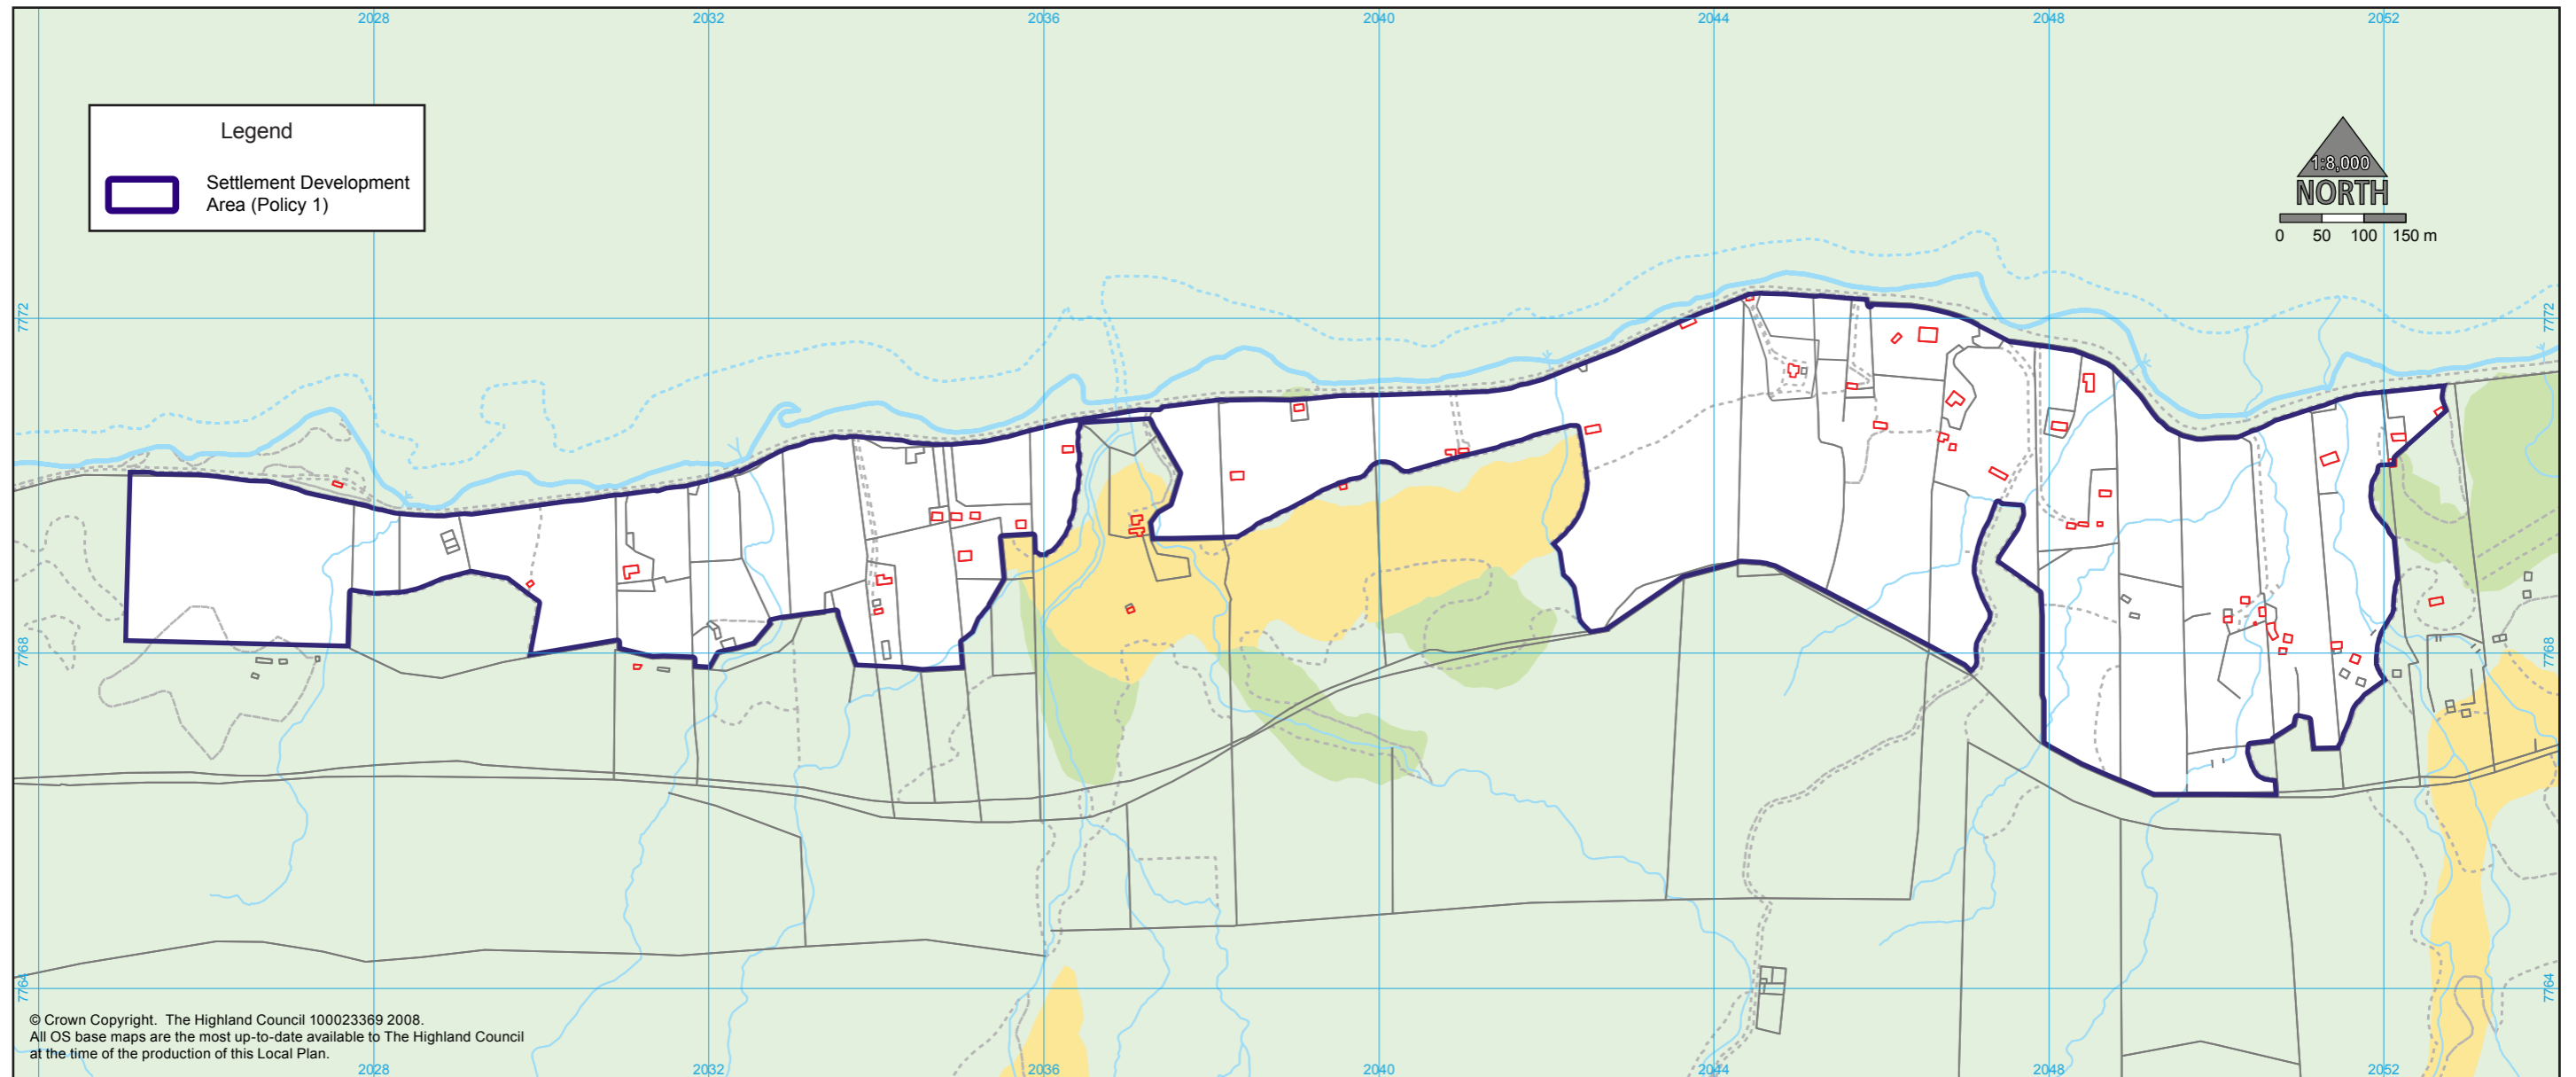 2028 2032 2036 2040 2044 2048 2052
Legend
Settlement Development
Area (Policy 1)
1:8,000
NORTH
0 50 100 150 m
7772 7772
7768 7768
7764 7764
© Crown Copyright. The Highland Council 100023369 2008.
All OS base maps are the most up-to-date available to The Highland Council
at the time of the production of this Local Plan.
2028 2032 2036 2040 2044 2048 2052